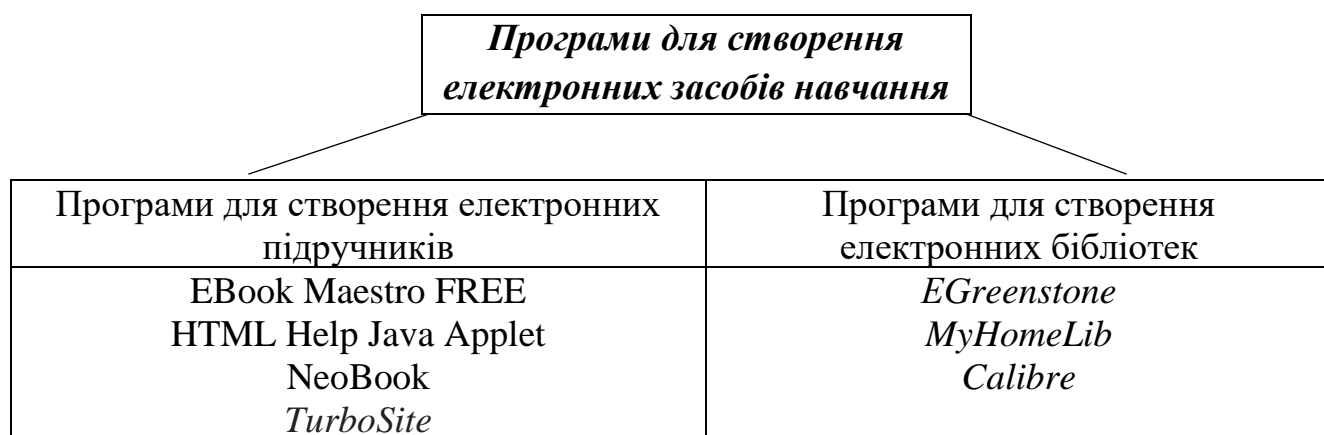 Програми для створення
електронних засобів навчання
Програми для створення електронних
підручників
Програми для створення
електронних бібліотек
EBook Maestro FREE
HTML Help Java Applet
NeoBook
TurboSite
EGreenstone
MyHomeLib
Calibre